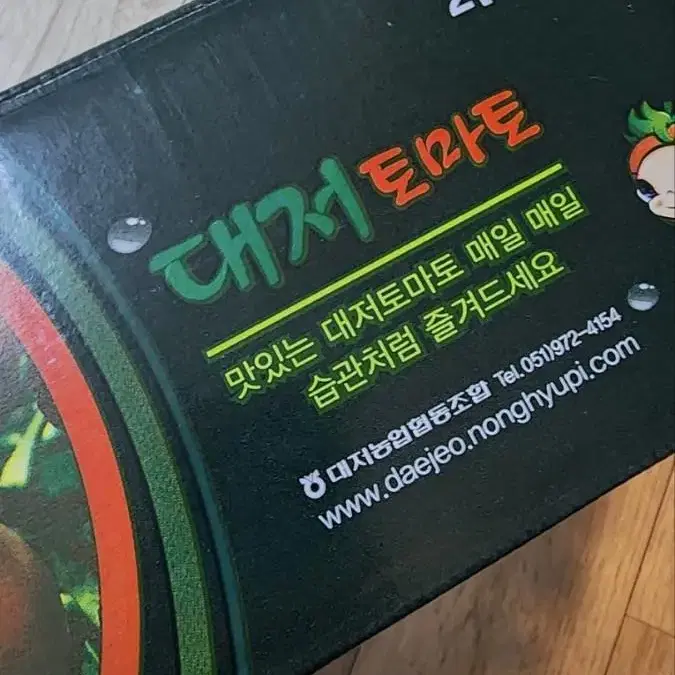 대저 토마토
맛있는 대저토마토 매일 매일
습관처럼 즐겨드세요
대저농업협동조합 Tel.051)972-4154
www.daejeo.nonghyupi.com